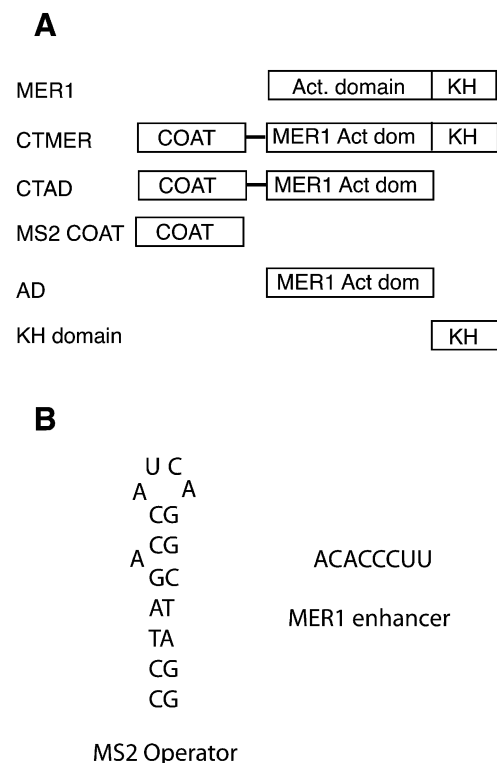 A
MER1 Act. domain KH
CTMER COAT MER1 Act dom KH
CTAD COAT MER1 Act dom
MS2 COAT COAT
AD MER1 Act dom
KH domain KH
B
U C
A A
CG
CG
A
GC
AT
TA
CG
CG
MS2 Operator
ACACCCUU
MER1 enhancer